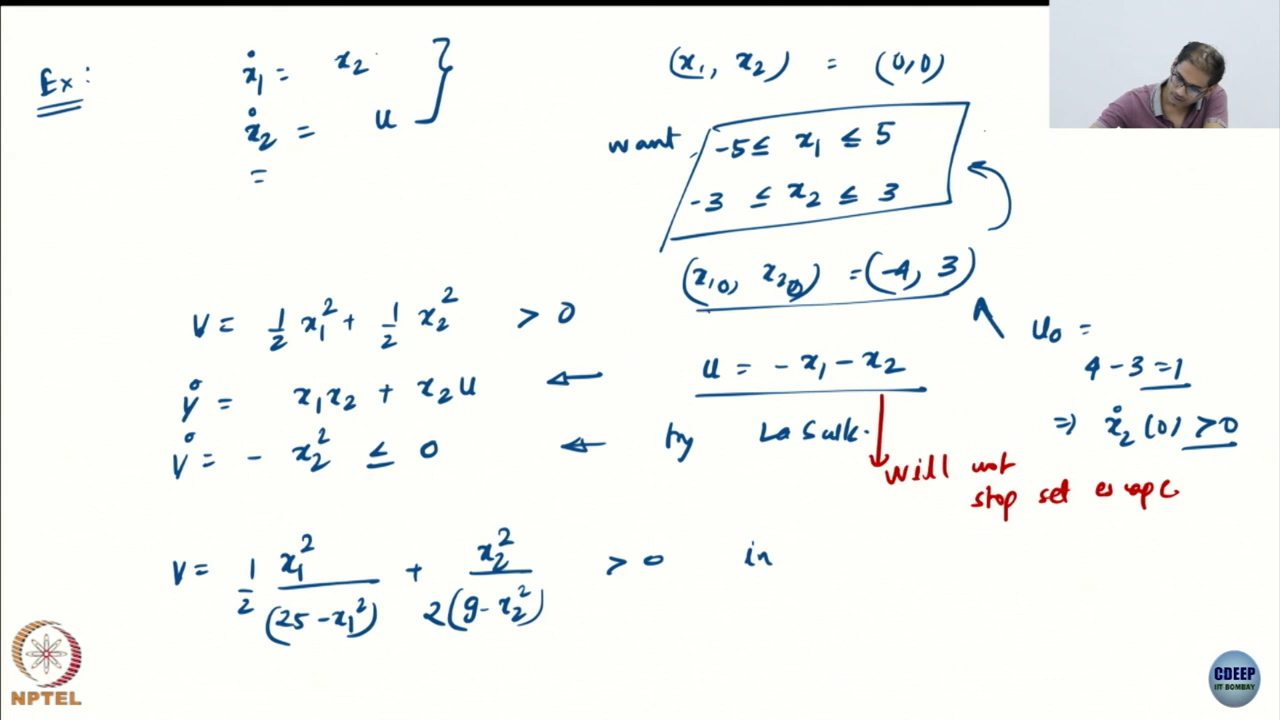 Ex:
ẋ₁ = x₂
ẋ₂ = u
=
(x₁, x₂) = (0,0)
want
-5 ≤ x₁ ≤ 5
-3 ≤ x₂ ≤ 3
(x₁₀, x₂₀) = (-4, 3)
V = 1/2 x₁² + 1/2 x₂² > 0
V̇ = x₁x₂ + x₂u ←
u = -x₁ - x₂
u₀ =
4 - 3 = 1
⇒ ẋ₂(0) > 0
V̇ = - x₂² ≤ 0 ← by LaSalle.
will not
stop set escape
V = 1/2 x₁²/(25 - x₁²) + x₂²/2(9 - x₂²) > 0 in
NPTEL
CDEEP
IIT BOMBAY